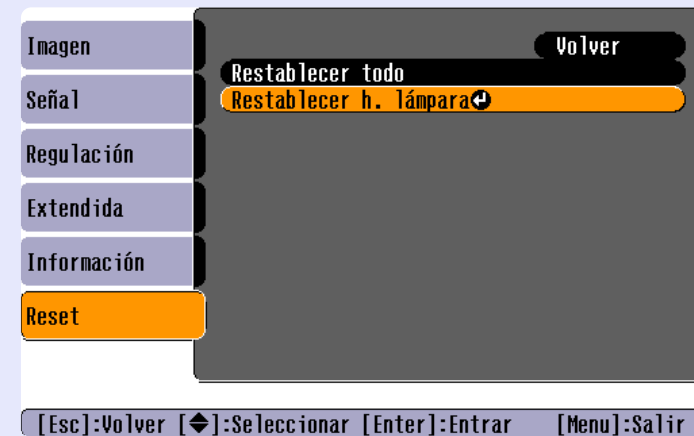 Imagen
Señal
Regulación
Extendida
Información
Reset
Volver
Restablecer todo
Restablecer h. lámpara
[Esc]:Volver [◆]:Seleccionar [Enter]:Entrar [Menu]:Salir